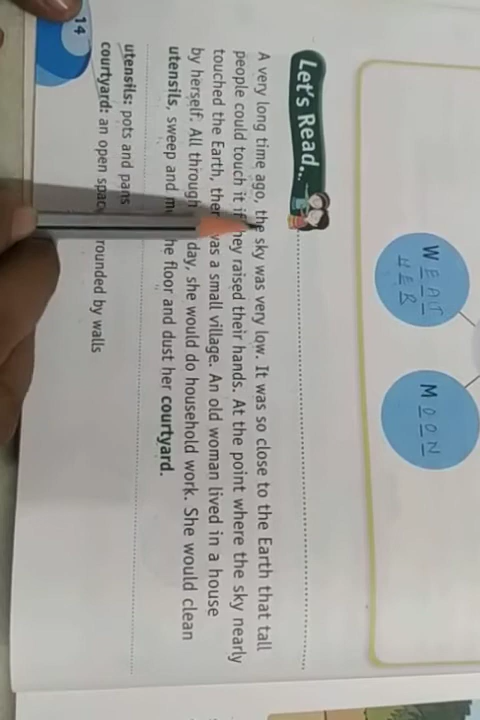 WEAT
HER
MOON
Let's Read...
A very long time ago, the sky was very low. It was so close to the Earth that tall
people could touch it if they raised their hands. At the point where the sky nearly
touched the Earth, there was a small village. An old woman lived in a house
by herself. All through day, she would do household work. She would clean
utensils, sweep and the floor and dust her courtyard.
utensils: pots and pans
courtyard: an open space rounded by walls
14